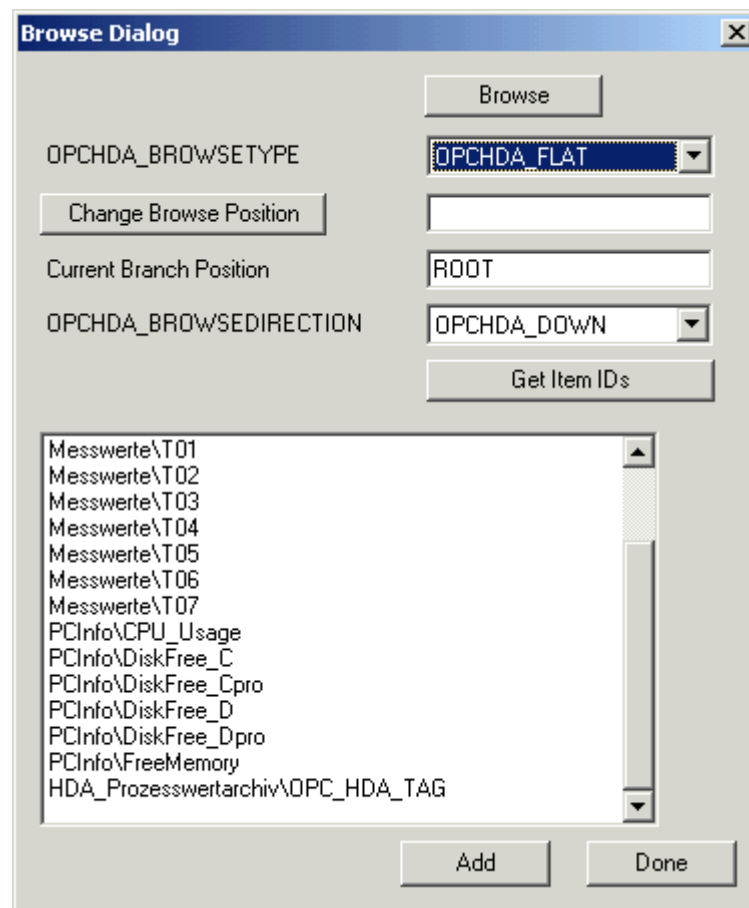 Browse Dialog
Browse
OPCHDA_BROWSETYPE
OPCHDA_FLAT
Change Browse Position
Current Branch Position
ROOT
OPCHDA_BROWSEDIRECTION
OPCHDA_DOWN
Get Item IDs
Messwerte\T01
Messwerte\T02
Messwerte\T03
Messwerte\T04
Messwerte\T05
Messwerte\T06
Messwerte\T07
PCInfo\CPU_Usage
PCInfo\DiskFree_C
PCInfo\DiskFree_Cpro
PCInfo\DiskFree_D
PCInfo\DiskFree_Dpro
PCInfo\FreeMemory
HDA_Prozesswertarchiv\OPC_HDA_TAG
Add
Done